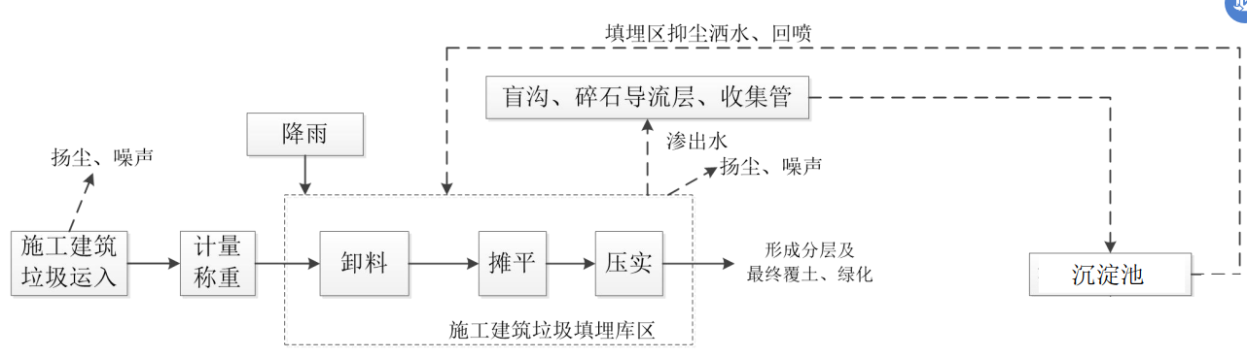 填埋区抑尘洒水、回喷
盲沟、碎石导流层、收集管
降雨
渗出水
扬尘、噪声
扬尘、噪声
施工建筑
垃圾运入
计量
称重
卸料
摊平
压实
形成分层及
最终覆土、绿化
沉淀池
施工建筑垃圾填埋库区